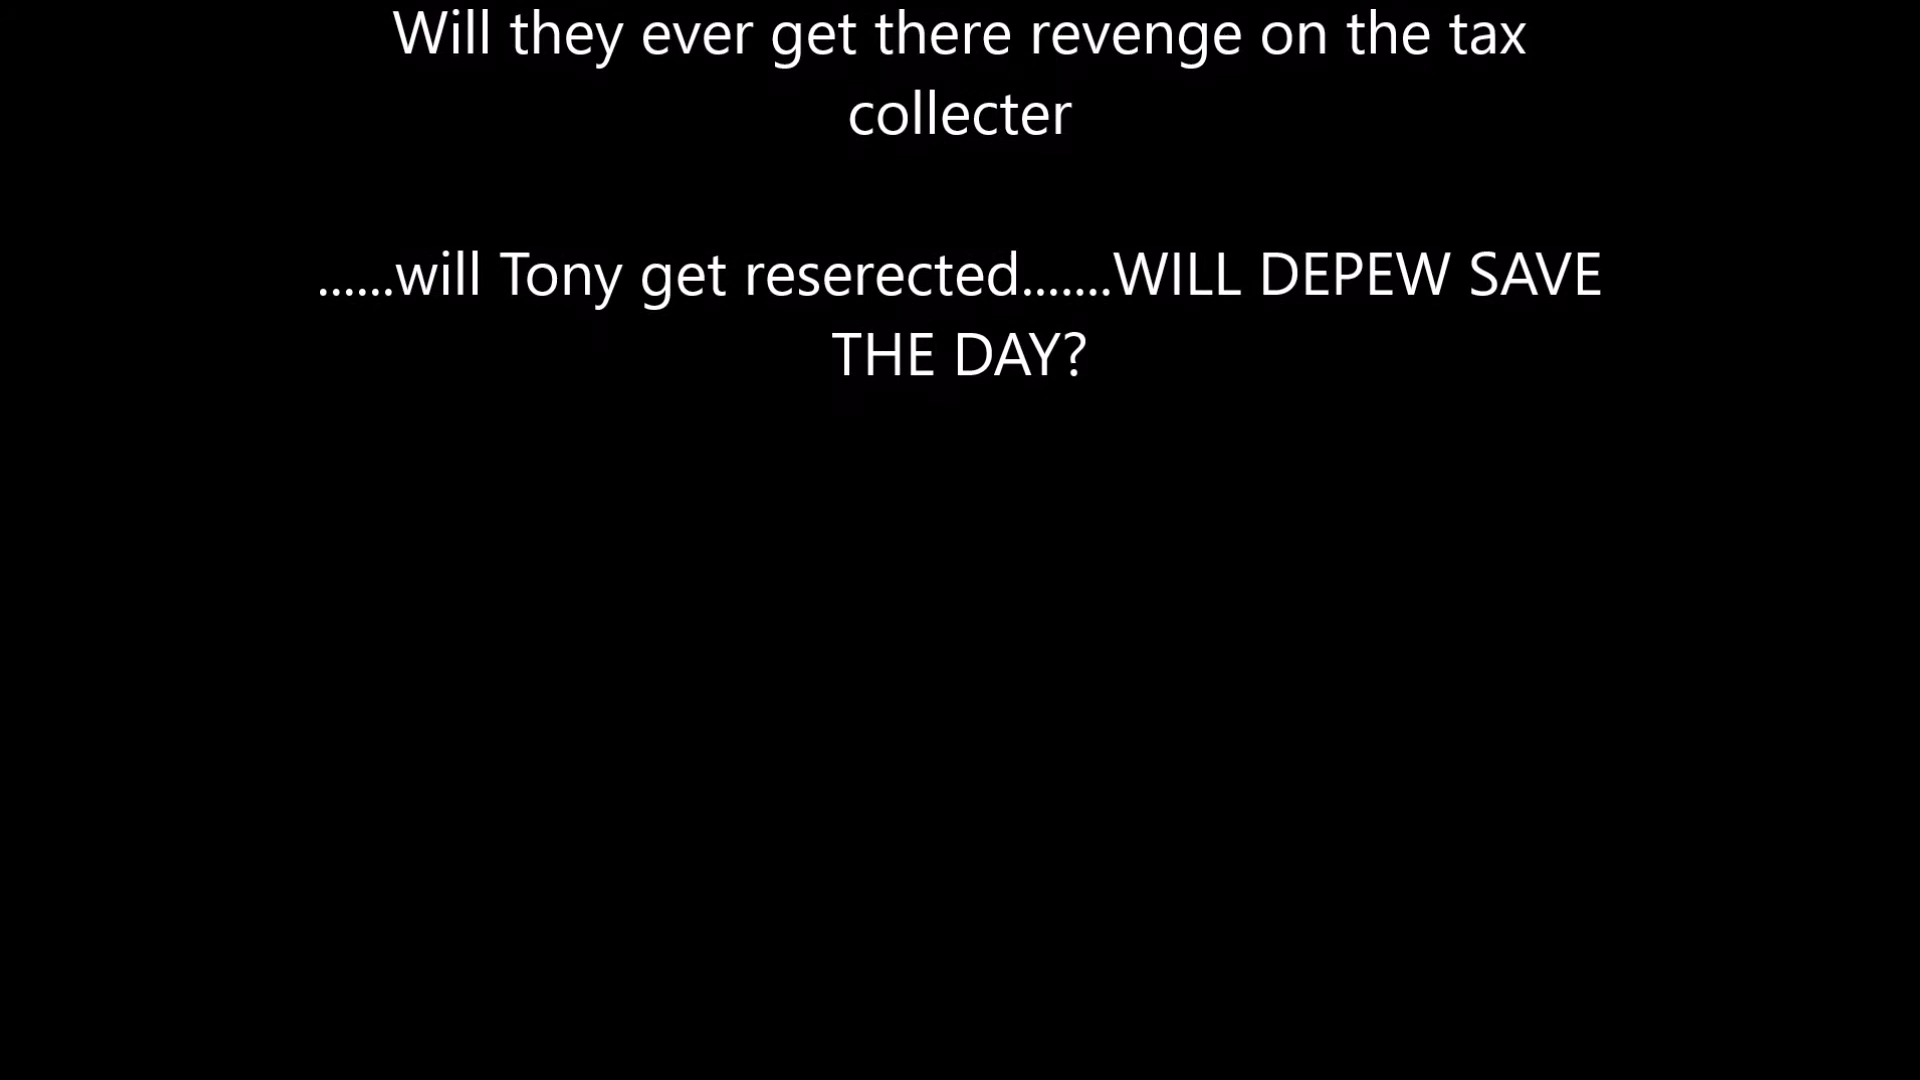 Will they ever get there revenge on the tax
collecter
......will Tony get reserected.......WILL DEPEW SAVE
THE DAY?